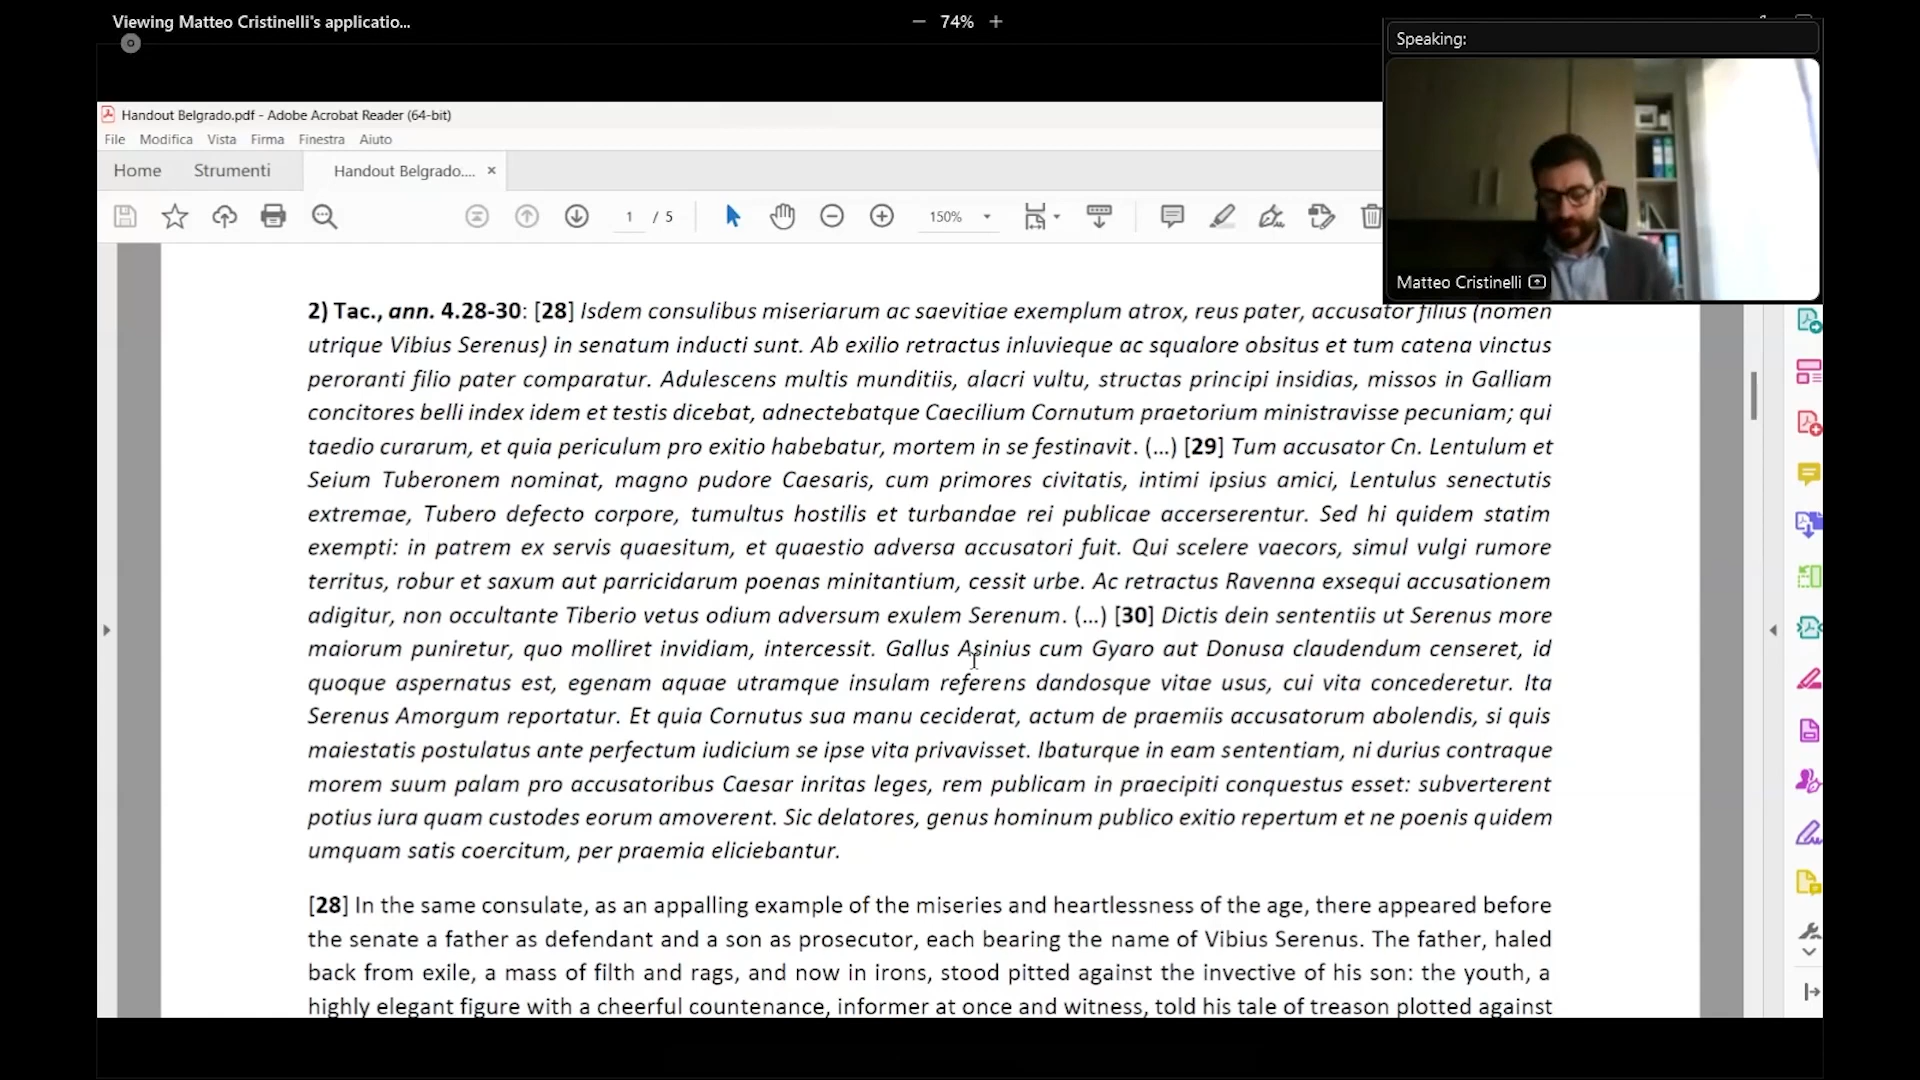 Viewing Matteo Cristinelli's applicatio...
74%
Speaking:
Matteo Cristinelli
Handout Belgrado.pdf - Adobe Acrobat Reader (64-bit)
File Modifica Vista Firma Finestra Aiuto
Home Strumenti Handout Belgrado....
1 / 5 150%
2) Tac., ann. 4.28-30: [28] Isdem consulibus miseriarum ac saevitiae exemplum atrox, reus pater, accusator filius (nomen
utrique Vibius Serenus) in senatum inducti sunt. Ab exilio retractus inluvieque ac squalore obsitus et tum catena vinctus
peroranti filio pater comparatur. Adulescens multis munditiis, alacri vultu, structas principi insidias, missos in Galliam
concitores belli index idem et testis dicebat, adnectebatque Caecilium Cornutum praetorium ministravisse pecuniam; qui
taedio curarum, et quia periculum pro exitio habebatur, mortem in se festinavit. (...) [29] Tum accusator Cn. Lentulum et
Seium Tuberonem nominat, magno pudore Caesaris, cum primores civitatis, intimi ipsius amici, Lentulus senectutis
extremae, Tubero defecto corpore, tumultus hostilis et turbandae rei publicae accerserentur. Sed hi quidem statim
exempti: in patrem ex servis quaesitum, et quaestio adversa accusatori fuit. Qui scelere vaecors, simul vulgi rumore
territus, robur et saxum aut parricidarum poenas minitantium, cessit urbe. Ac retractus Ravenna exsequi accusationem
adigitur, non occultante Tiberio vetus odium adversum exulem Serenum. (...) [30] Dictis dein sententiis ut Serenus more
maiorum puniretur, quo molliret invidiam, intercessit. Gallus Asinius cum Gyaro aut Donusa claudendum censeret, id
quoque aspernatus est, egenam aquae utramque insulam referens dandosque vitae usus, cui vita concederetur. Ita
Serenus Amorgum reportatur. Et quia Cornutus sua manu ceciderat, actum de praemiis accusatorum abolendis, si quis
maiestatis postulatus ante perfectum iudicium se ipse vita privavisset. Ibaturque in eam sententiam, ni durius contraque
morem suum palam pro accusatoribus Caesar inritas leges, rem publicam in praecipiti conquestus esset: subverterent
potius iura quam custodes eorum amoverent. Sic delatores, genus hominum publico exitio repertum et ne poenis quidem
umquam satis coercitum, per praemia eliciebantur.
[28] In the same consulate, as an appalling example of the miseries and heartlessness of the age, there appeared before
the senate a father as defendant and a son as prosecutor, each bearing the name of Vibius Serenus. The father, haled
back from exile, a mass of filth and rags, and now in irons, stood pitted against the invective of his son: the youth, a
highly elegant figure with a cheerful countenance, informer at once and witness, told his tale of treason plotted against